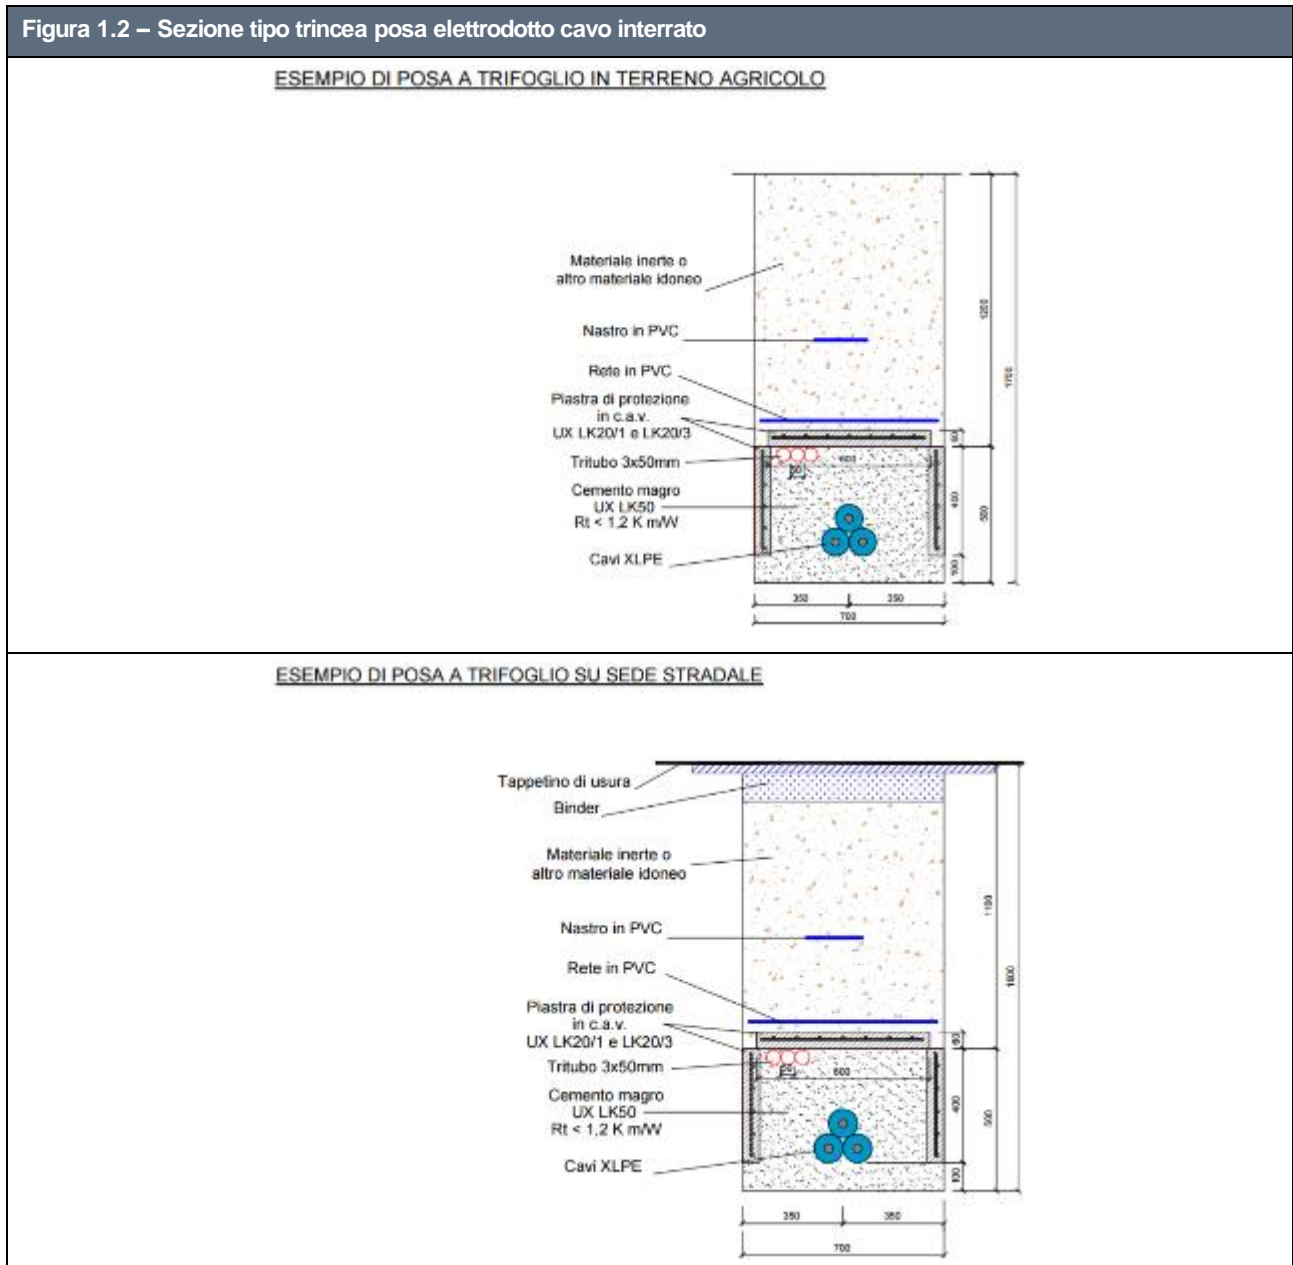 Figura 1.2 – Sezione tipo trincea posa elettrodotto cavo interrato
ESEMPIO DI POSA A TRIFOGLIO IN TERRENO AGRICOLO
Materiale inerte o
altro materiale idoneo
Nastro in PVC
Rete in PVC
Piastra di protezione
in c.a.v.
UX LK20/1 e LK20/3
Tritubo 3x50mm
Cemento magro
UX LK50
Rt < 1,2 K m/W
Cavi XLPE
1200
1700
60
600
50
400
500
100
350
350
700
ESEMPIO DI POSA A TRIFOGLIO SU SEDE STRADALE
Tappetino di usura
Binder
Materiale inerte o
altro materiale idoneo
Nastro in PVC
Rete in PVC
Piastra di protezione
in c.a.v.
UX LK20/1 e LK20/3
Tritubo 3x50mm
Cemento magro
UX LK50
Rt < 1,2 K m/W
Cavi XLPE
1100
1600
60
600
400
500
100
350
350
700